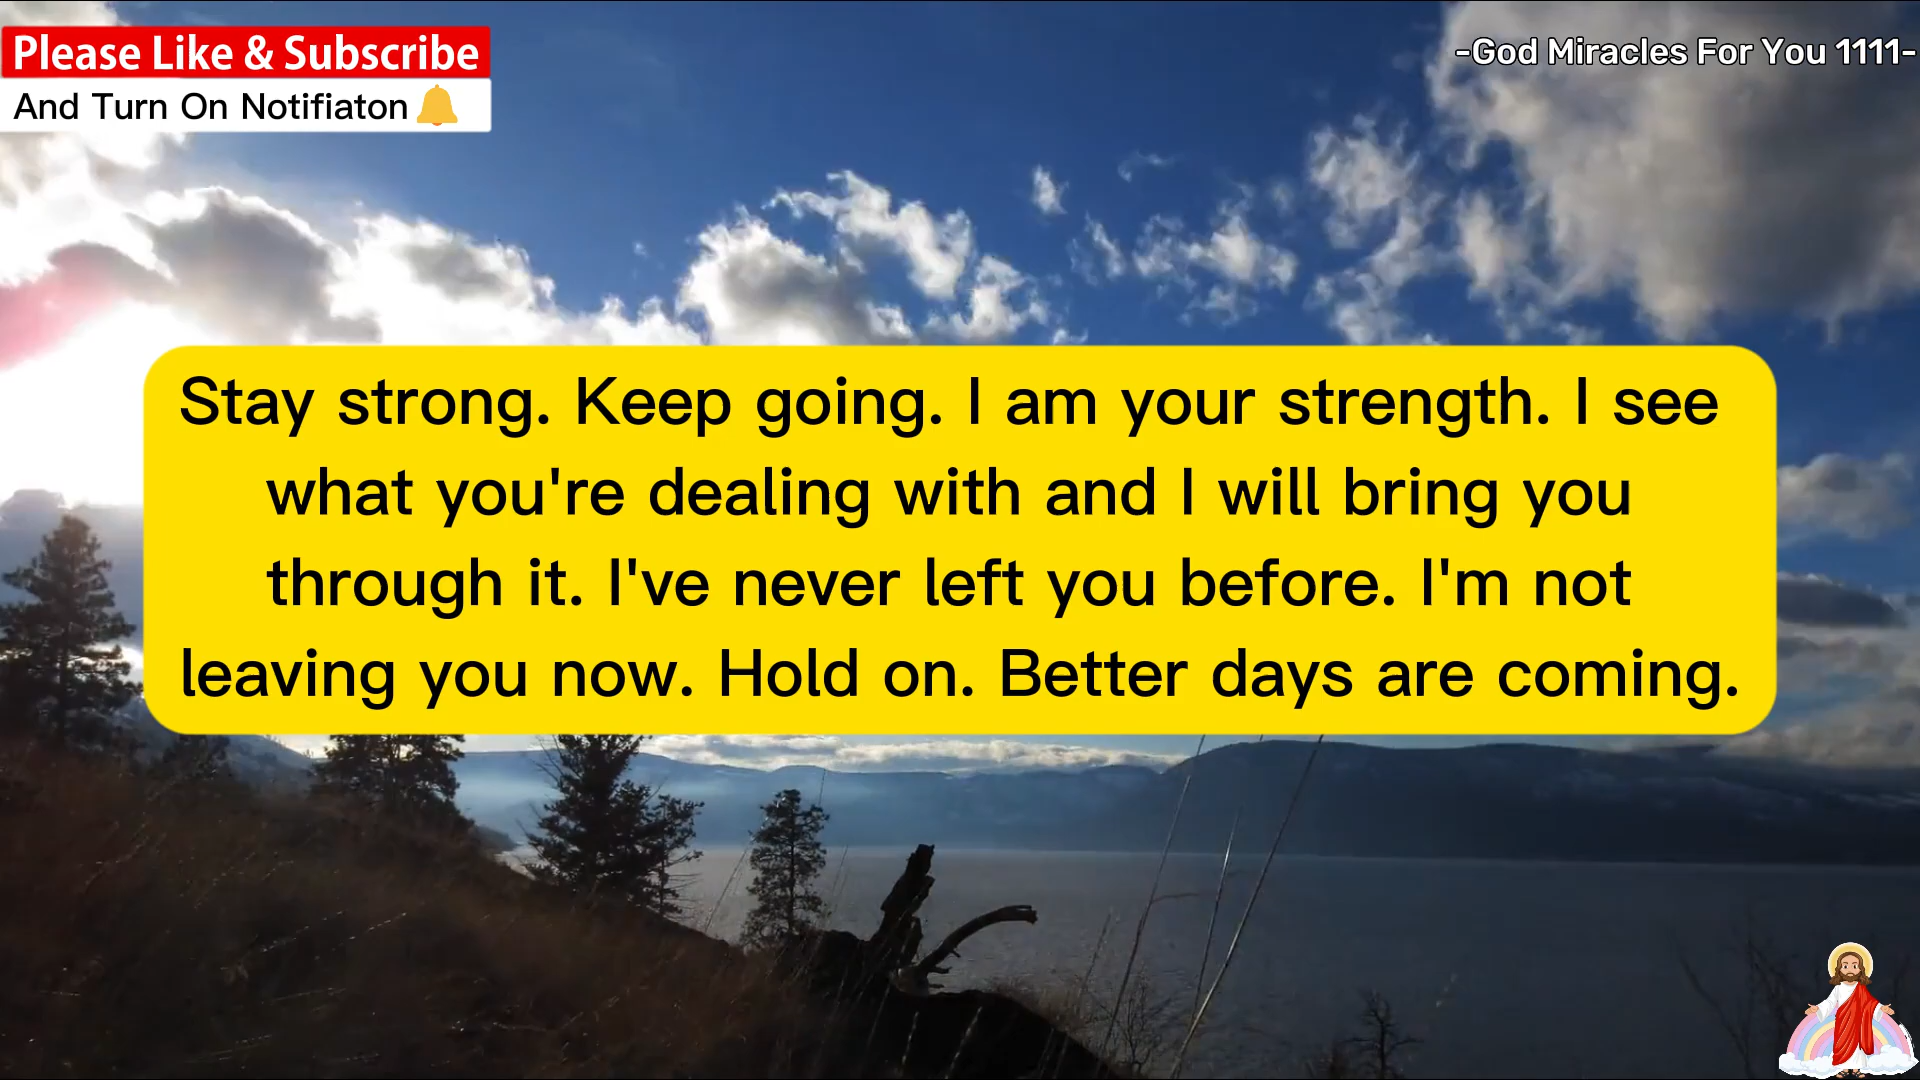 Please Like & Subscribe
And Turn On Notifiaton
-God Miracles For You 1111-
Stay strong. Keep going. I am your strength. I see
what you're dealing with and I will bring you
through it. I've never left you before. I'm not
leaving you now. Hold on. Better days are coming.